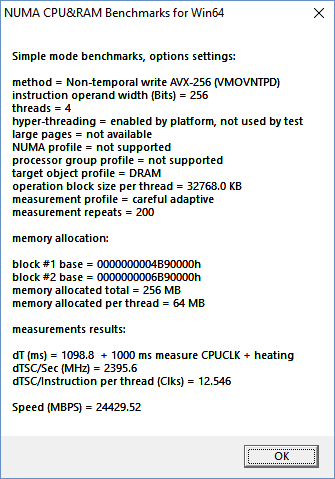 NUMA CPU&RAM Benchmarks for Win64
Simple mode benchmarks, options settings:
method = Non-temporal write AVX-256 (VMOVNTPD)
instruction operand width (Bits) = 256
threads = 4
hyper-threading = enabled by platform, not used by test
large pages = not available
NUMA profile = not supported
processor group profile = not supported
target object profile = DRAM
operation block size per thread = 32768.0 KB
measurement profile = careful adaptive
measurement repeats = 200
memory allocation:
block #1 base = 0000000004B90000h
block #2 base = 0000000006B90000h
memory allocated total = 256 MB
memory allocated per thread = 64 MB
measurements results:
dT (ms) = 1098.8  + 1000 ms measure CPUCLK + heating
dTSC/Sec (MHz) = 2395.6
dTSC/Instruction per thread (Clks) = 12.546
Speed (MBPS) = 24429.52
OK